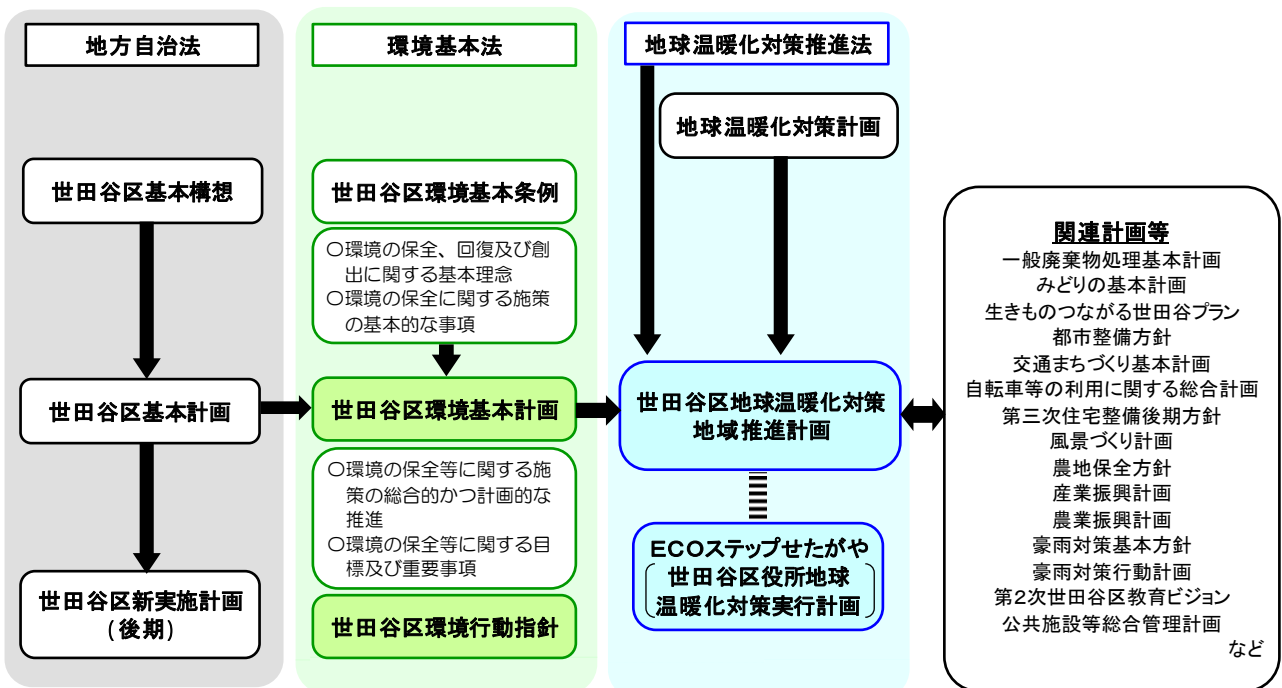 地方自治法
世田谷区基本構想
世田谷区基本計画
世田谷区新実施計画
(後期)
環境基本法
世田谷区環境基本条例
○環境の保全、回復及び創
出に関する基本理念
○環境の保全に関する施策
の基本的な事項
世田谷区環境基本計画
○環境の保全等に関する施
策の総合的かつ計画的な
推進
○環境の保全等に関する目
標及び重要事項
世田谷区環境行動指針
地球温暖化対策推進法
地球温暖化対策計画
世田谷区地球温暖化対策
地域推進計画
ECOステップせたがや
世田谷区役所地球
温暖化対策実行計画
関連計画等
一般廃棄物処理基本計画
みどりの基本計画
生きものつながる世田谷プラン
都市整備方針
交通まちづくり基本計画
自転車等の利用に関する総合計画
第三次住宅整備後期方針
風景づくり計画
農地保全方針
産業振興計画
農業振興計画
豪雨対策基本方針
豪雨対策行動計画
第2次世田谷区教育ビジョン
公共施設等総合管理計画
など